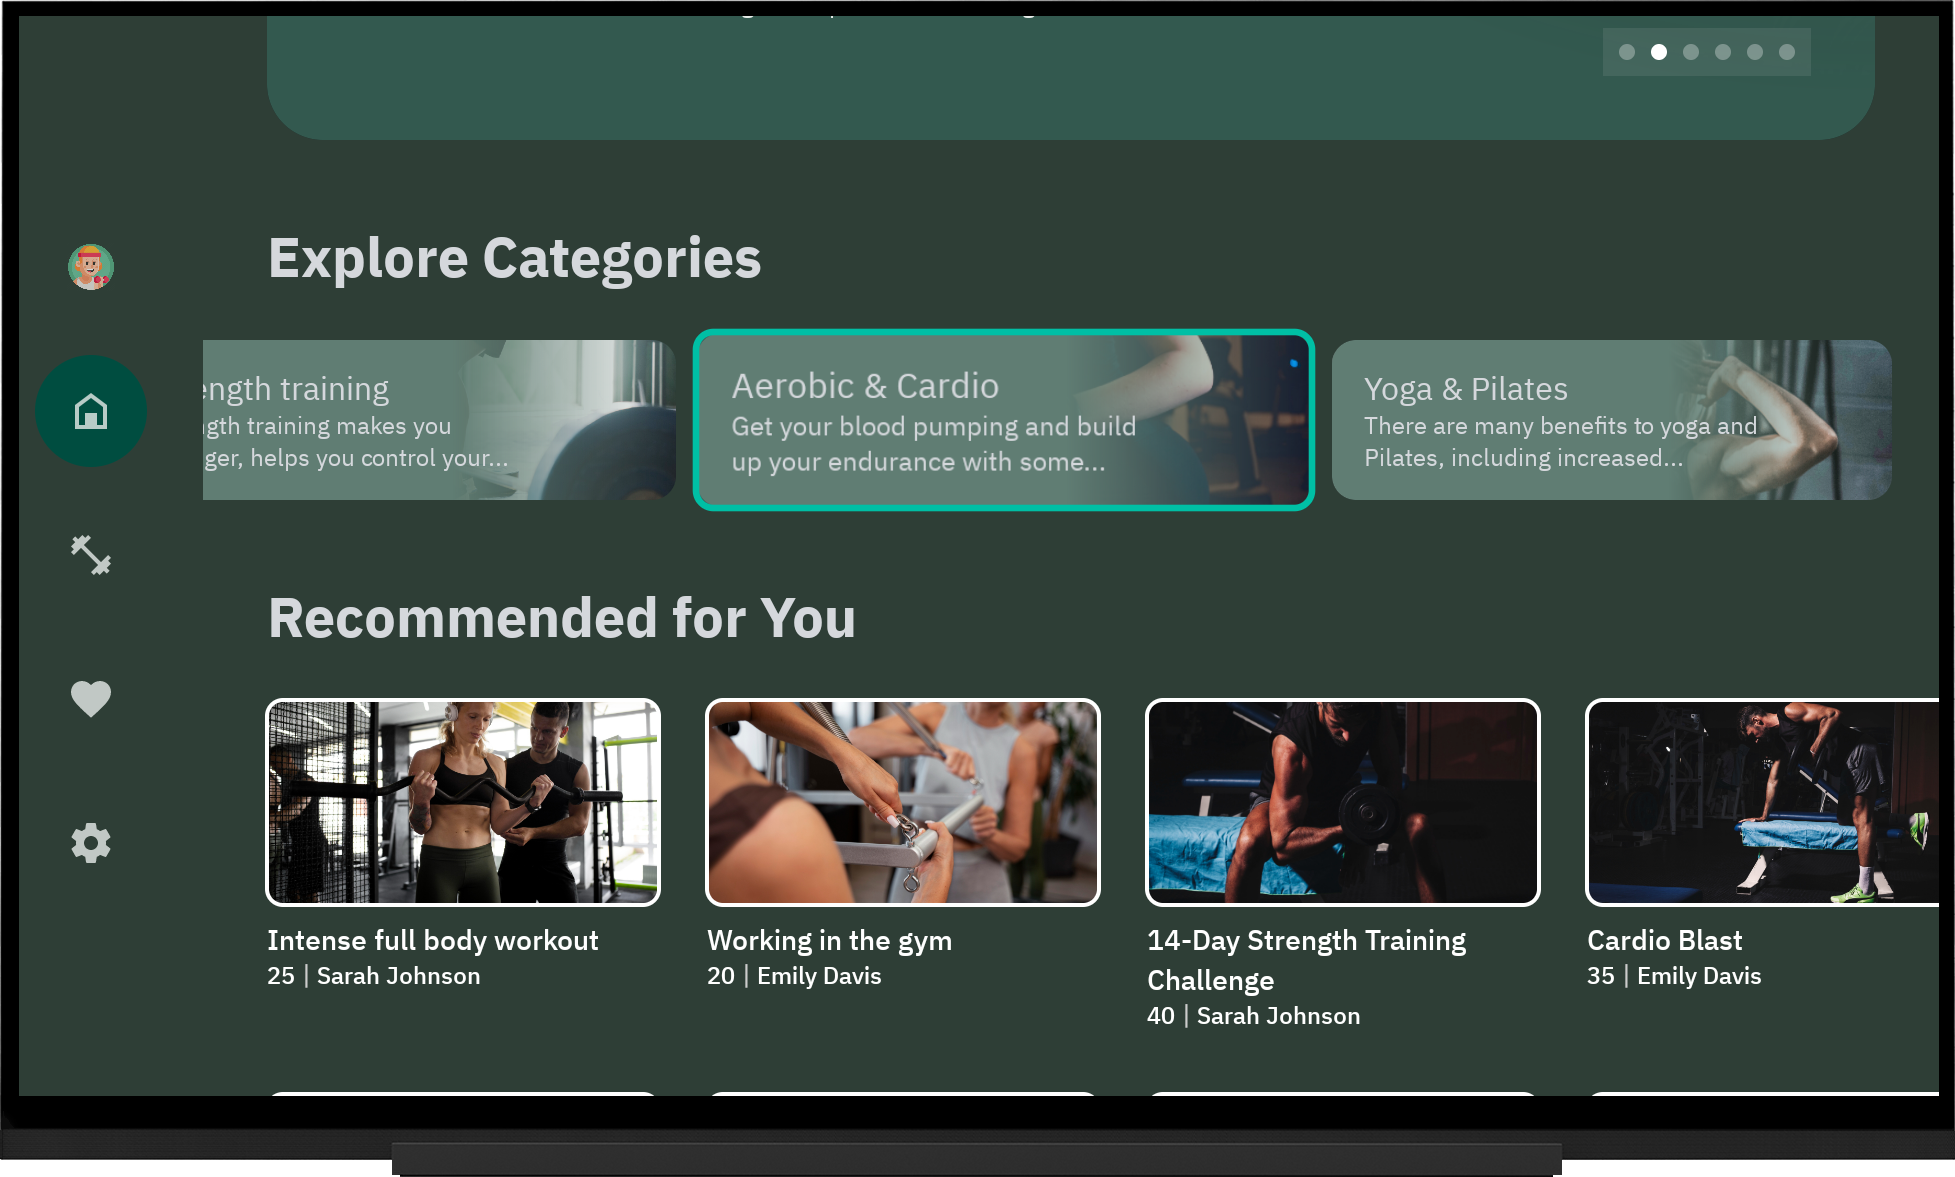 Explore Categories
ength training
ngth training makes you
ger, helps you control your...
Aerobic & Cardio
Get your blood pumping and build
up your endurance with some...
Yoga & Pilates
There are many benefits to yoga and
Pilates, including increased...
Recommended for You
Intense full body workout
25 | Sarah Johnson
Working in the gym
20 | Emily Davis
14-Day Strength Training
Challenge
40 | Sarah Johnson
Cardio Blast
35 | Emily Davis